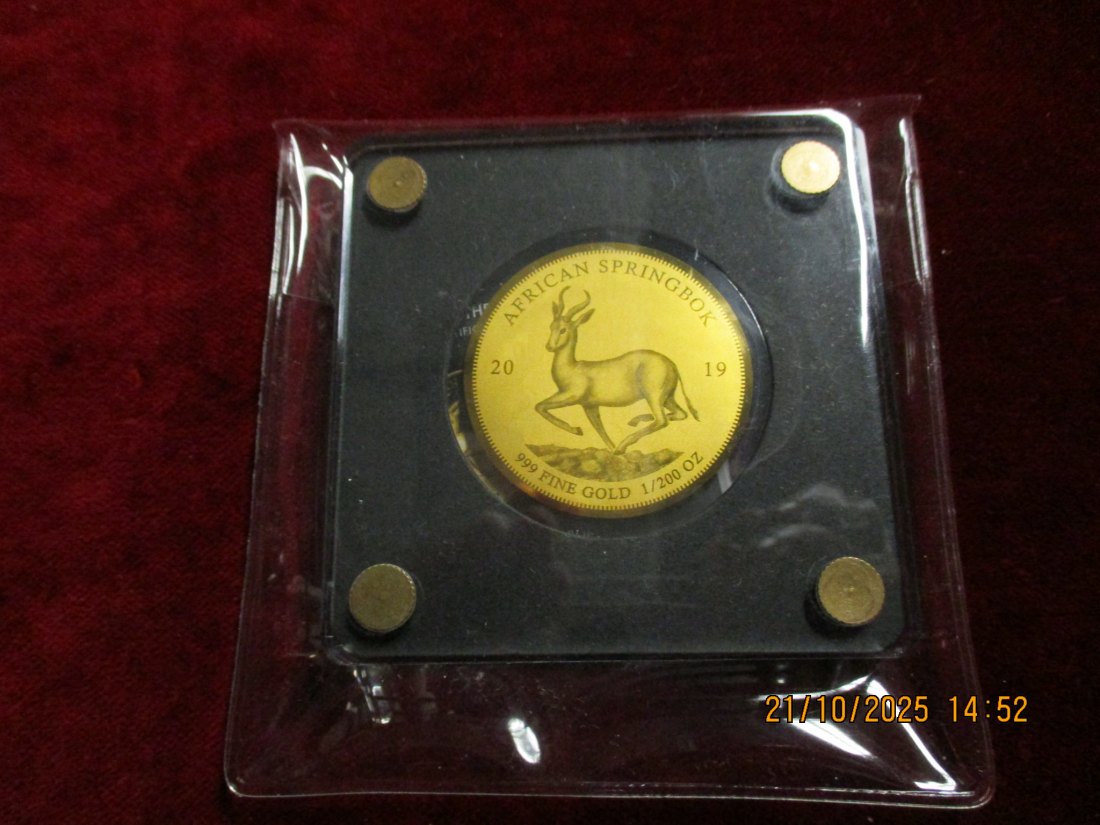 AFRICAN SPRINGBOK
20 19
999 FINE GOLD 1/200 OZ
21/10/2025 14:52